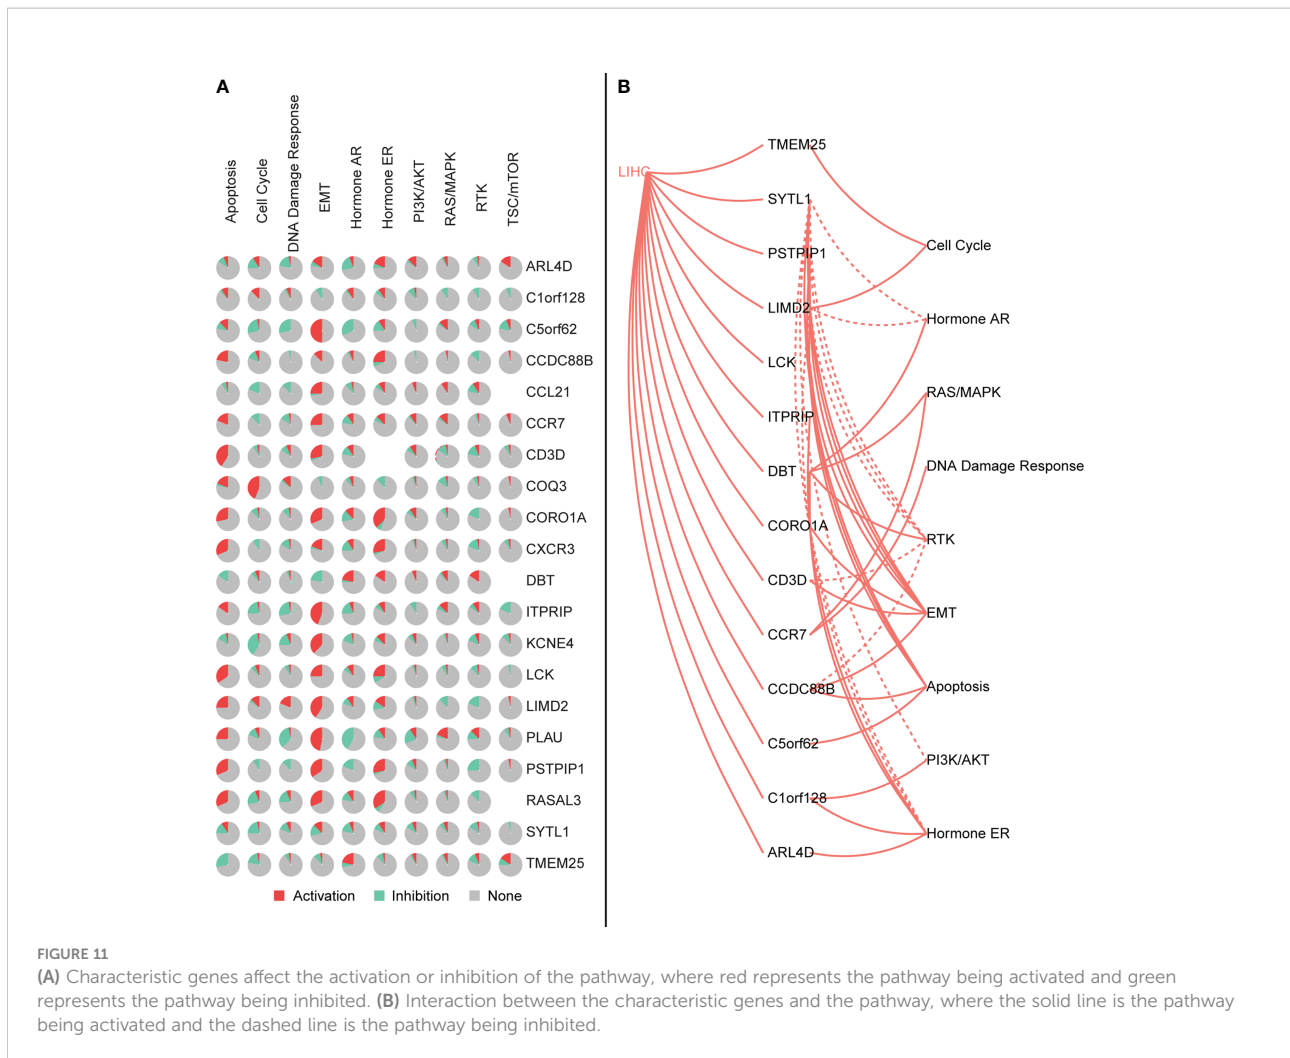 A
B
Apoptosis
Cell Cycle
DNA Damage Response
EMT
Hormone AR
Hormone ER
PI3K/AKT
RAS/MAPK
RTK
TSC/mTOR
ARL4D
C1orf128
C5orf62
CCDC88B
CCL21
CCR7
CD3D
COQ3
CORO1A
CXCR3
DBT
ITPRIP
KCNE4
LCK
LIMD2
PLAU
PSTPIP1
RASAL3
SYTL1
TMEM25
Activation
Inhibition
None
LIHC
TMEM25
SYTL1
PSTPIP1
LIMD2
LCK
ITPRIP
DBT
CORO1A
CD3D
CCR7
CCDC88B
C5orf62
C1orf128
ARL4D
Cell Cycle
Hormone AR
RAS/MAPK
DNA Damage Response
RTK
EMT
Apoptosis
PI3K/AKT
Hormone ER
FIGURE 11
(A) Characteristic genes affect the activation or inhibition of the pathway, where red represents the pathway being activated and green
represents the pathway being inhibited. (B) Interaction between the characteristic genes and the pathway, where the solid line is the pathway
being activated and the dashed line is the pathway being inhibited.